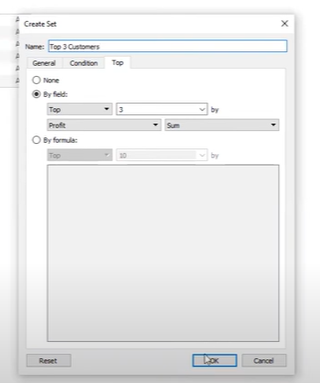 Create Set
Name: Top 3 Customers
General Condition Top
None
By field:
Top 3 by
Profit Sum
By formula:
Top 10 by
Reset OK Cancel